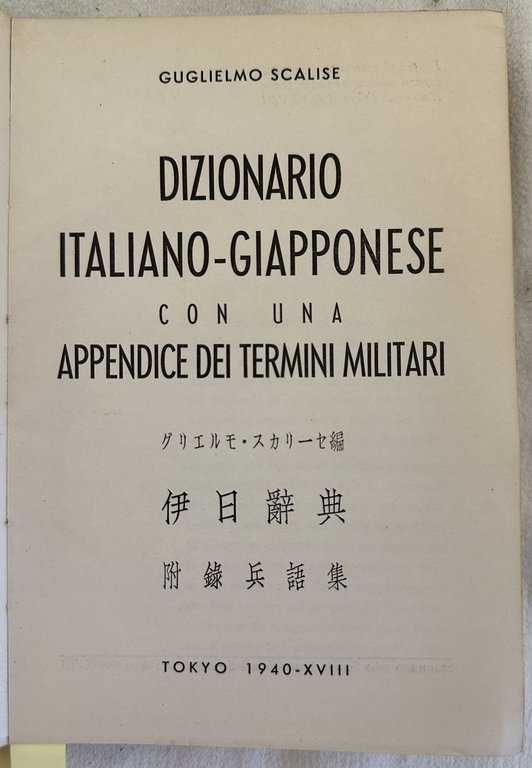 GUGLIELMO SCALISE
DIZIONARIO
ITALIANO-GIAPPONESE
CON UNA
APPENDICE DEI TERMINI MILITARI
グリエルモ・スカリーセ編
伊日辭典
附錄兵語集
TOKYO 1940-XVIII